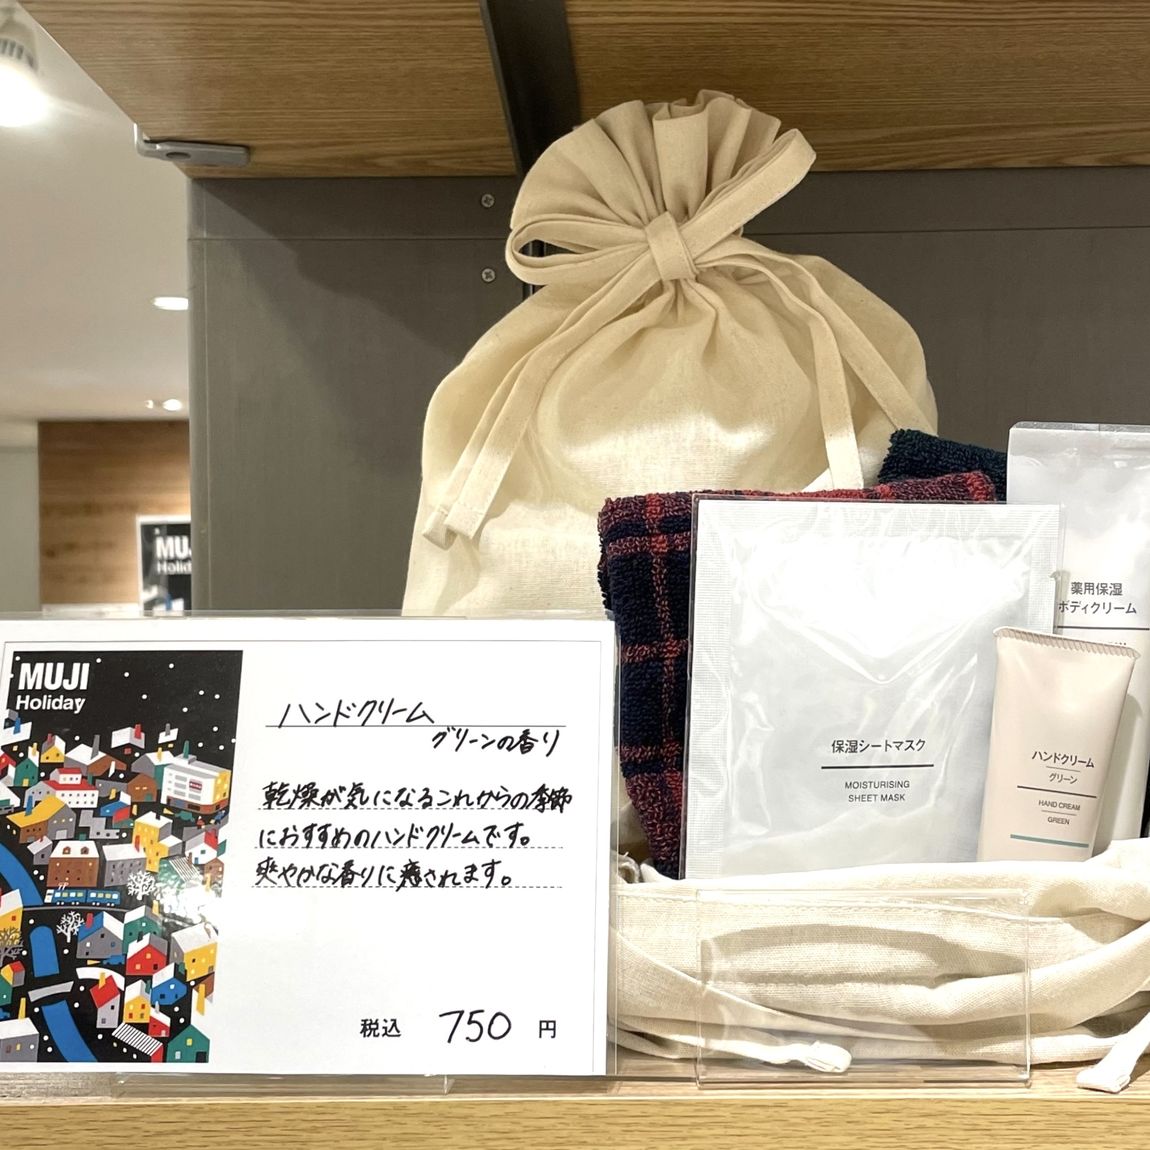 MUJI
Holiday
MUJ
Holid
ハンドクリーム
グリーンの香り
乾燥が気になるこれからの季節
におすすめのハンドクリームです。
爽やかな香りに癒されます。
税込 750 円
保湿シートマスク
MOISTURISING
SHEET MASK
薬用保湿
ボディクリーム
ハンドクリーム
グリーン
HAND CREAM
GREEN